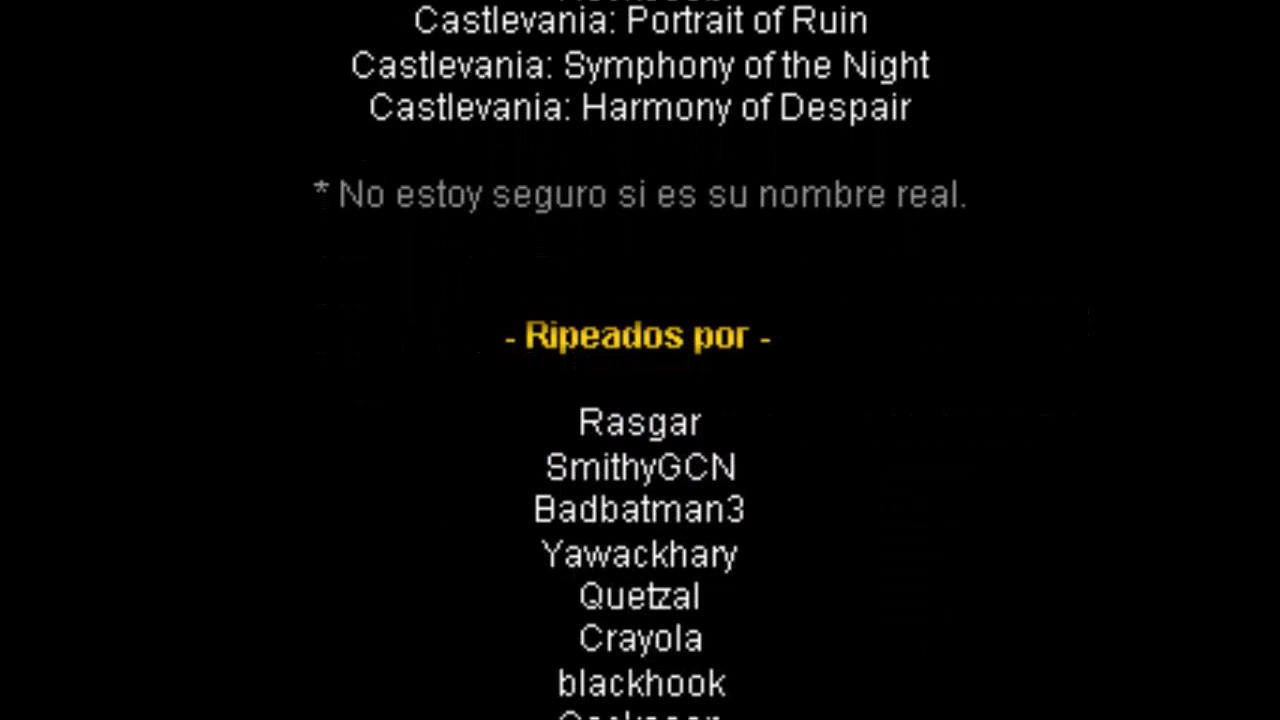 Castlevania: Portrait of Ruin
Castlevania: Symphony of the Night
Castlevania: Harmony of Despair
* No estoy seguro si es su nombre real.
- Ripeados por -
Rasgar
SmithyGCN
Badbatman3
Yawackhary
Quetzal
Crayola
blackhook